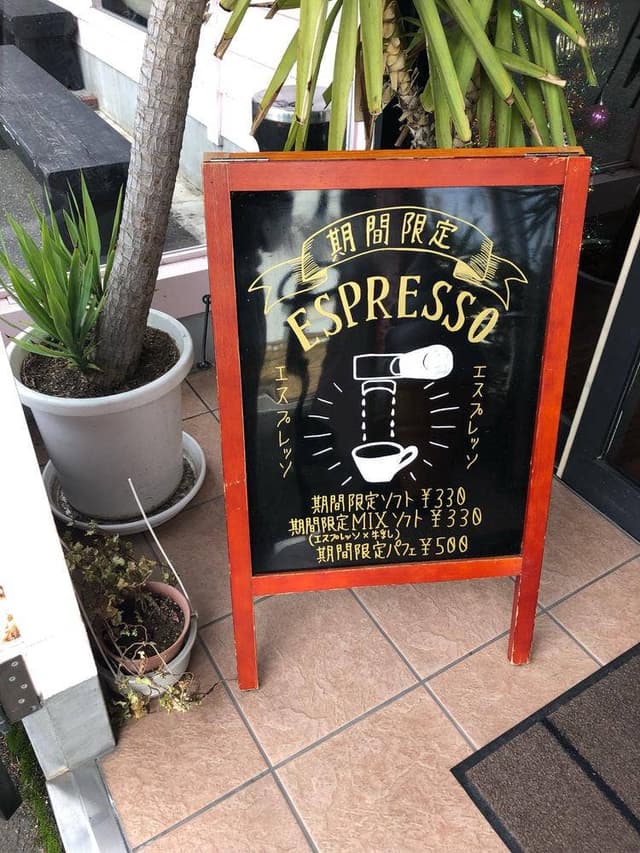 期間限定
ESPRESSO
エスプレッソ
エスプレッソ
期間限定ソフト ¥330
期間限定MIXソフト ¥330
(エスプレッソ×牛乳)
期間限定パフェ ¥500